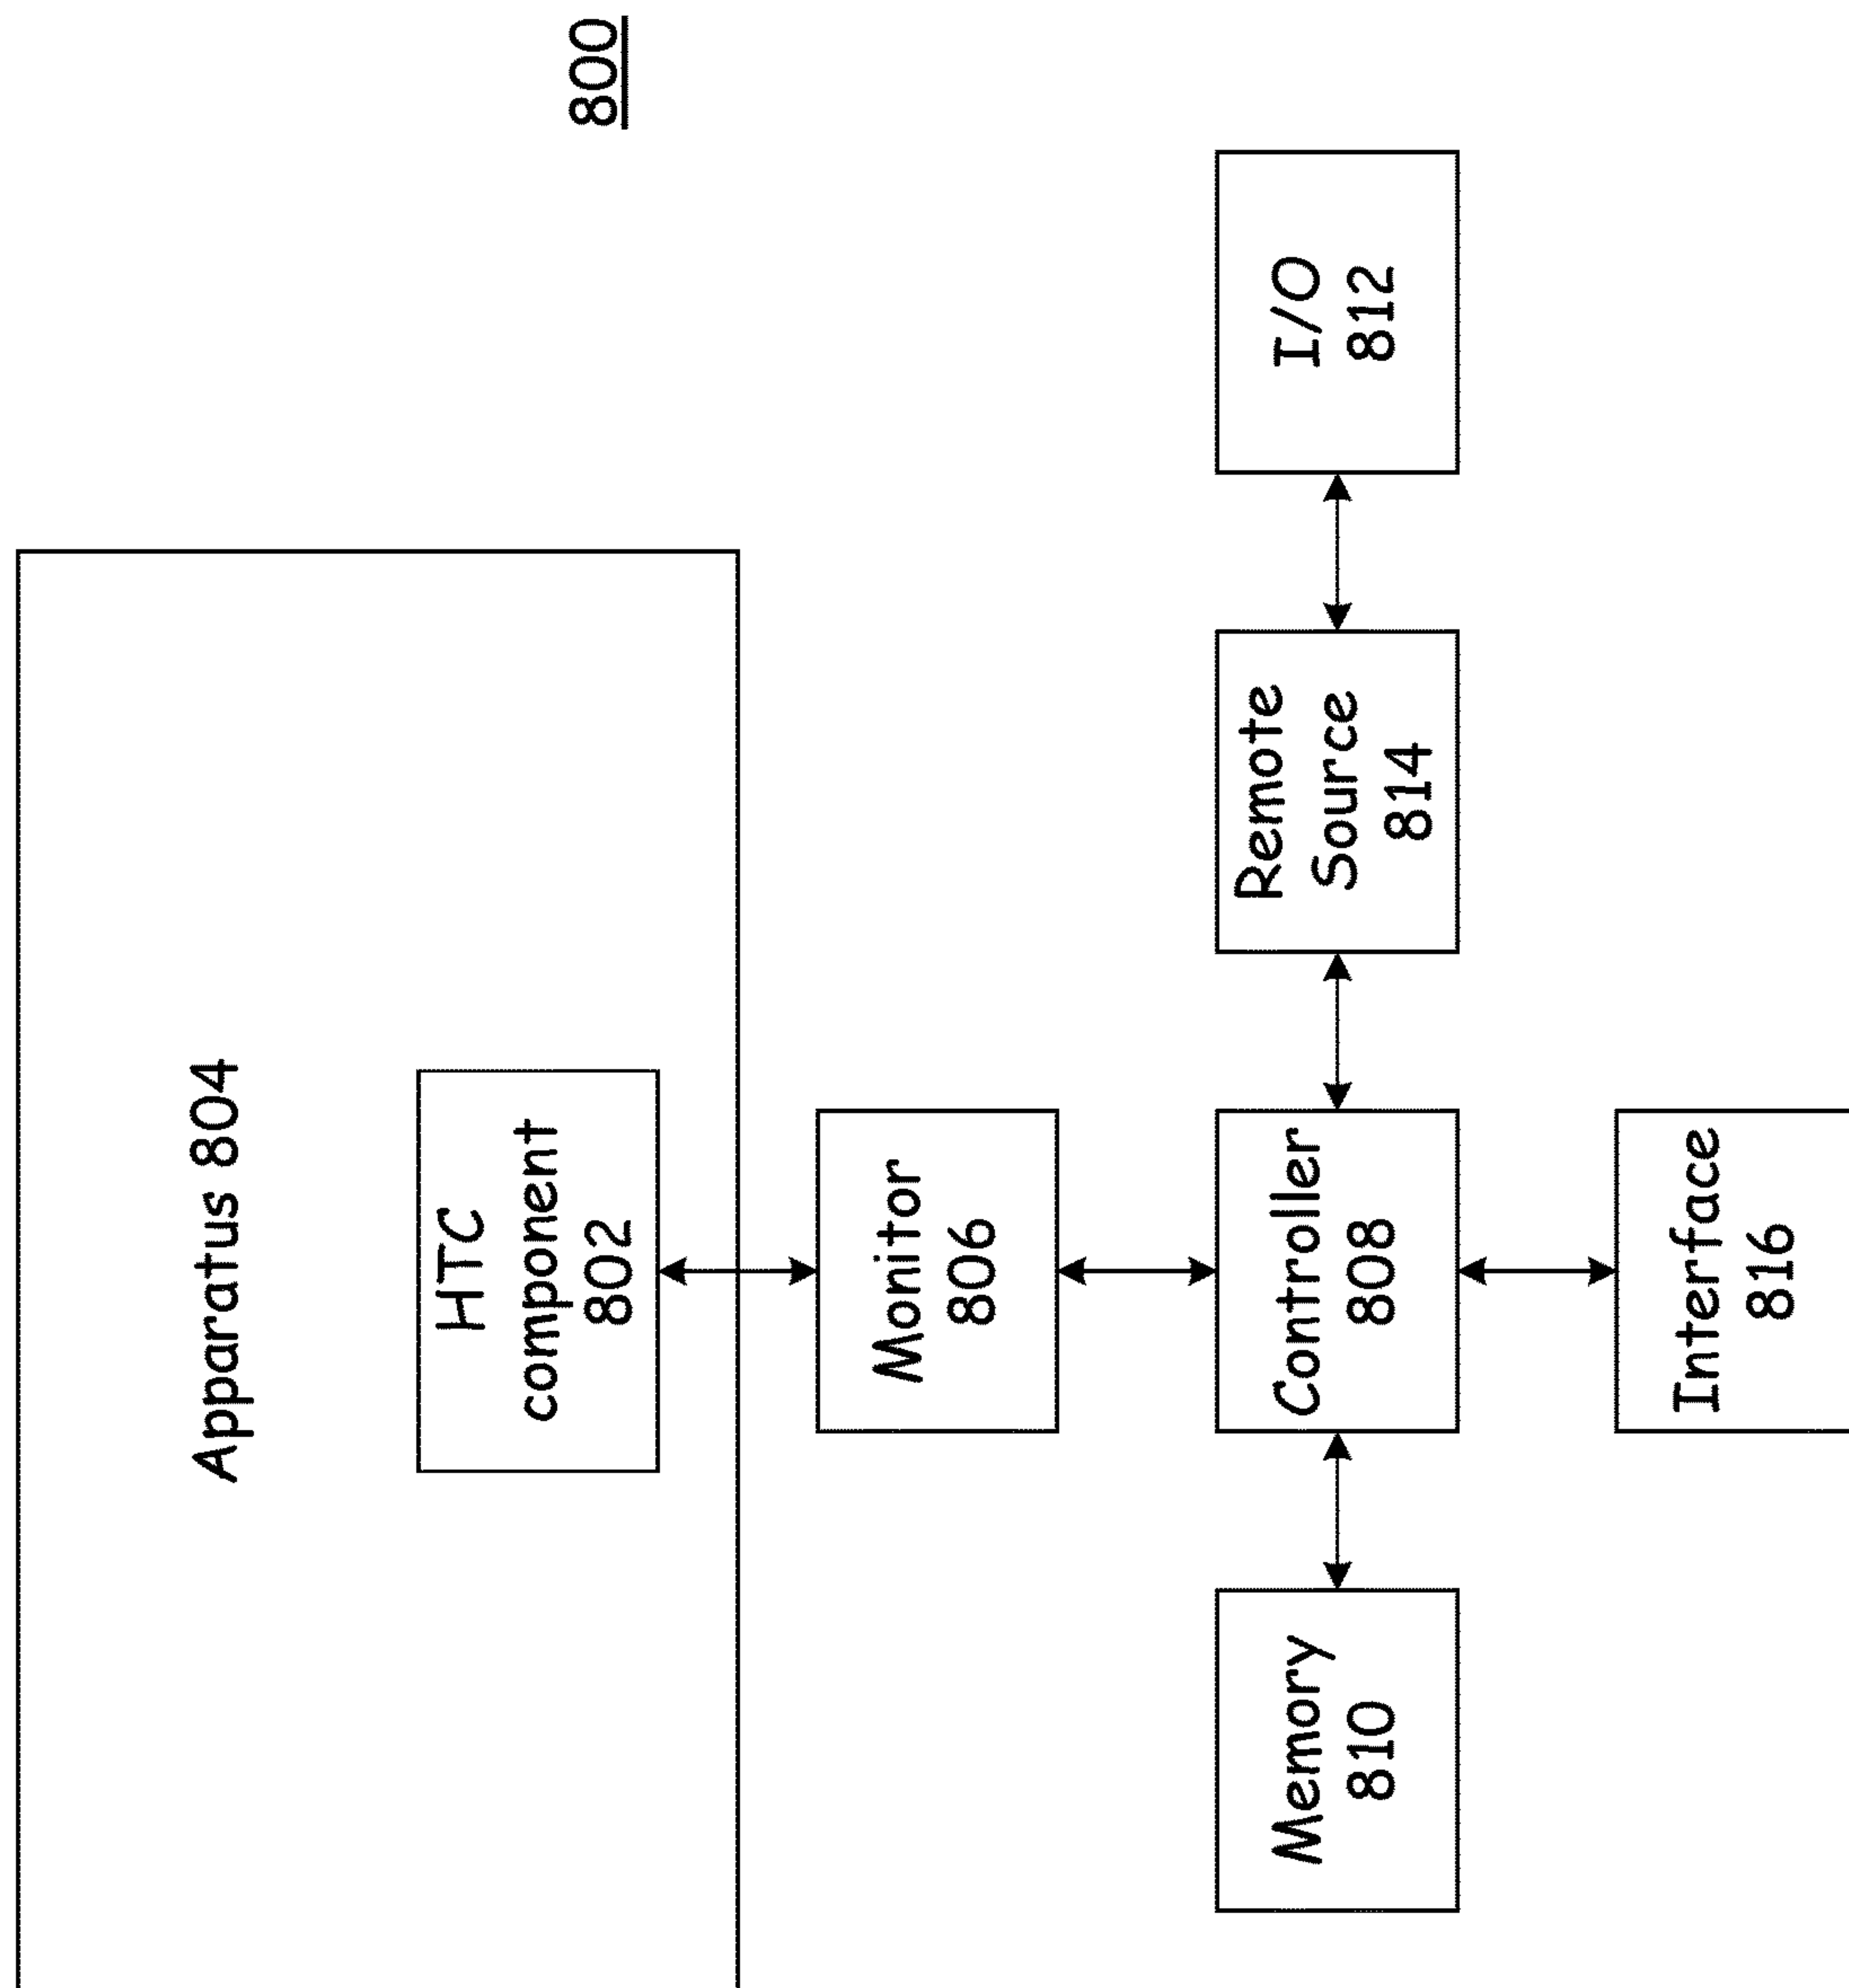 800
Apparatus 804
HTC
component
802
Monitor
806
Memory
810
Controller
808
Remote
Source
814
I/O
812
Interface
816